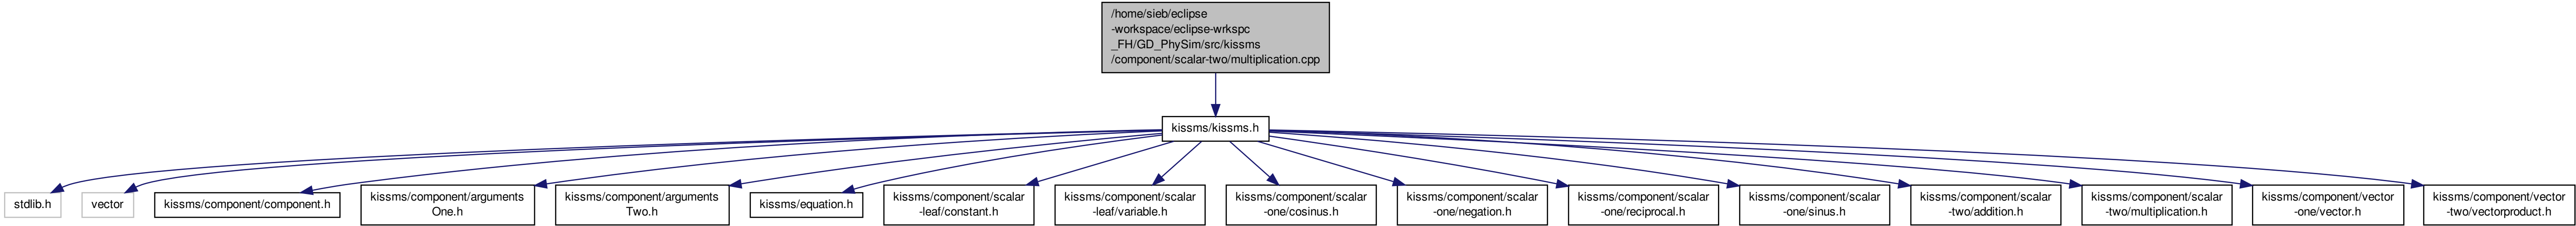 /home/sieb/eclipse
-workspace/eclipse-wrkspc
_FH/GD_PhySim/src/kissms
/component/scalar-two/multiplication.cpp
kissms/kissms.h
stdlib.h
vector
kissms/component/component.h
kissms/component/arguments
One.h
kissms/component/arguments
Two.h
kissms/equation.h
kissms/component/scalar
-leaf/constant.h
kissms/component/scalar
-leaf/variable.h
kissms/component/scalar
-one/cosinus.h
kissms/component/scalar
-one/negation.h
kissms/component/scalar
-one/reciprocal.h
kissms/component/scalar
-one/sinus.h
kissms/component/scalar
-two/addition.h
kissms/component/scalar
-two/multiplication.h
kissms/component/vector
-one/vector.h
kissms/component/vector
-two/vectorproduct.h